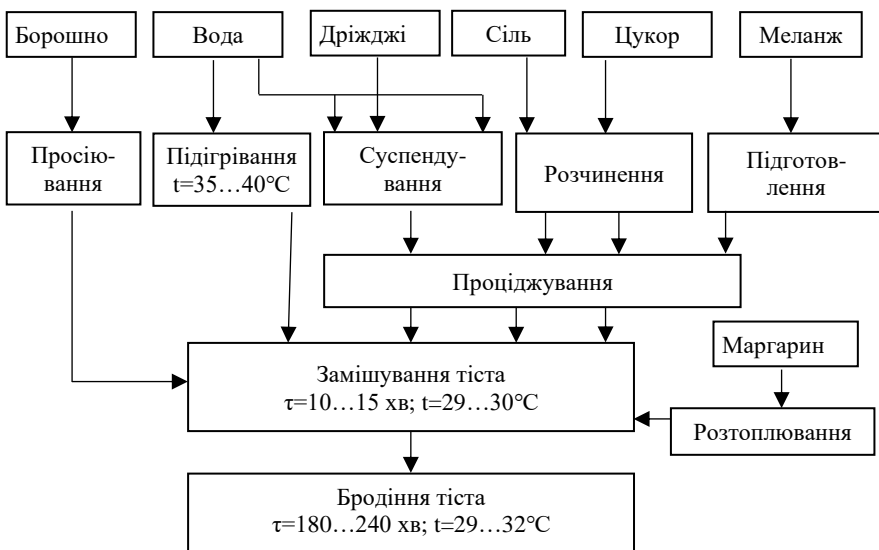 Борошно
Вода
Дріжджі
Сіль
Цукор
Меланж
Просію-
вання
Підігрівання
t=35…40℃
Суспенду-
вання
Розчинення
Підготов-
лення
Проціджування
Маргарин
Замішування тіста
τ=10…15 хв; t=29…30℃
Розтоплювання
Бродіння тіста
τ=180…240 хв; t=29…32℃